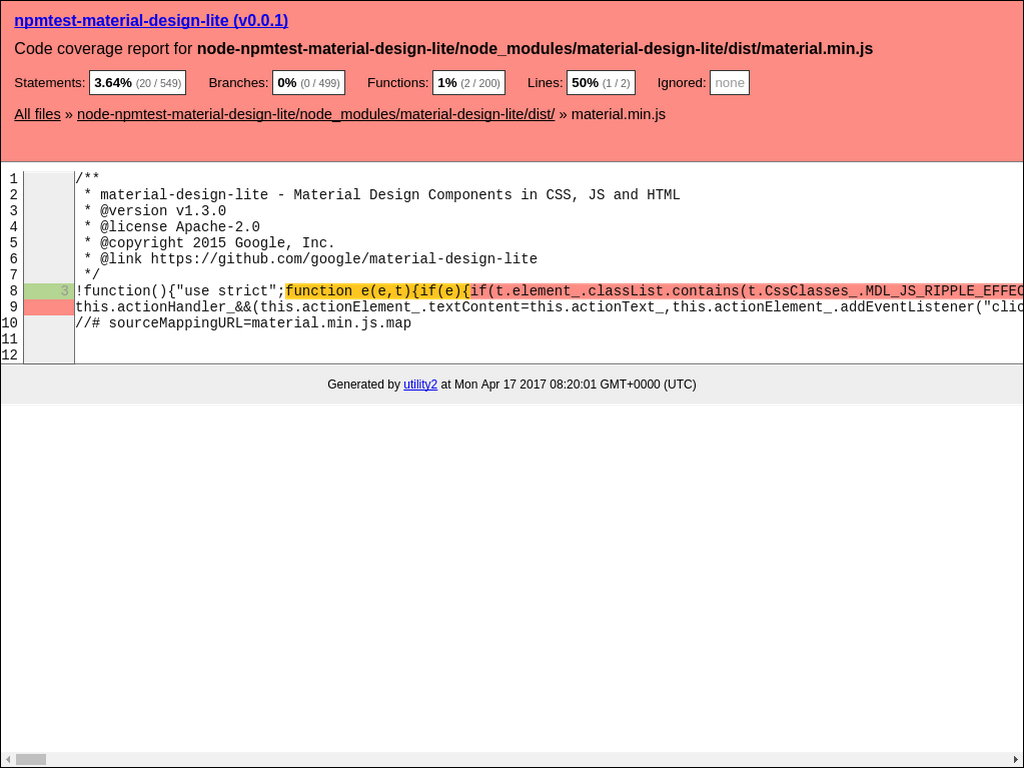 npmtest-material-design-lite (v0.0.1)
Code coverage report for node-npmtest-material-design-lite/node_modules/material-design-lite/dist/material.min.js
Statements: 3.64% (20 / 549) Branches: 0% (0 / 499) Functions: 1% (2 / 200) Lines: 50% (1 / 2) Ignored: none
All files » node-npmtest-material-design-lite/node_modules/material-design-lite/dist/ » material.min.js
1 /**
2  * material-design-lite - Material Design Components in CSS, JS and HTML
3  * @version v1.3.0
4  * @license Apache-2.0
5  * @copyright 2015 Google, Inc.
6  * @link https://github.com/google/material-design-lite
7  */
8 3 !function(){"use strict";function e(e,t){if(e){if(t.element_.classList.contains(t.CssClasses_.MDL_JS_RIPPLE_EFFEC
9 this.actionHandler_&&(this.actionElement_.textContent=this.actionText_,this.actionElement_.addEventListener("clic
10 //# sourceMappingURL=material.min.js.map
11
12
Generated by utility2 at Mon Apr 17 2017 08:20:01 GMT+0000 (UTC)